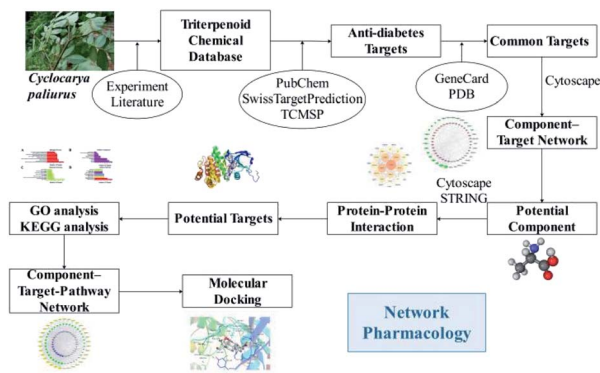 Cyclocarya
paliurus
Experiment
Literature
Triterpenoid
Chemical
Database
PubChem
SwissTargetPrediction
TCMSP
Anti-diabetes
Targets
GeneCard
PDB
Common Targets
Cytoscape
Component–
Target Network
Potential
Component
Cytoscape
STRING
Protein-Protein
Interaction
Potential Targets
GO analysis
KEGG analysis
Component–
Target-Pathway
Network
Molecular
Docking
Network
Pharmacology
A
B
C
D